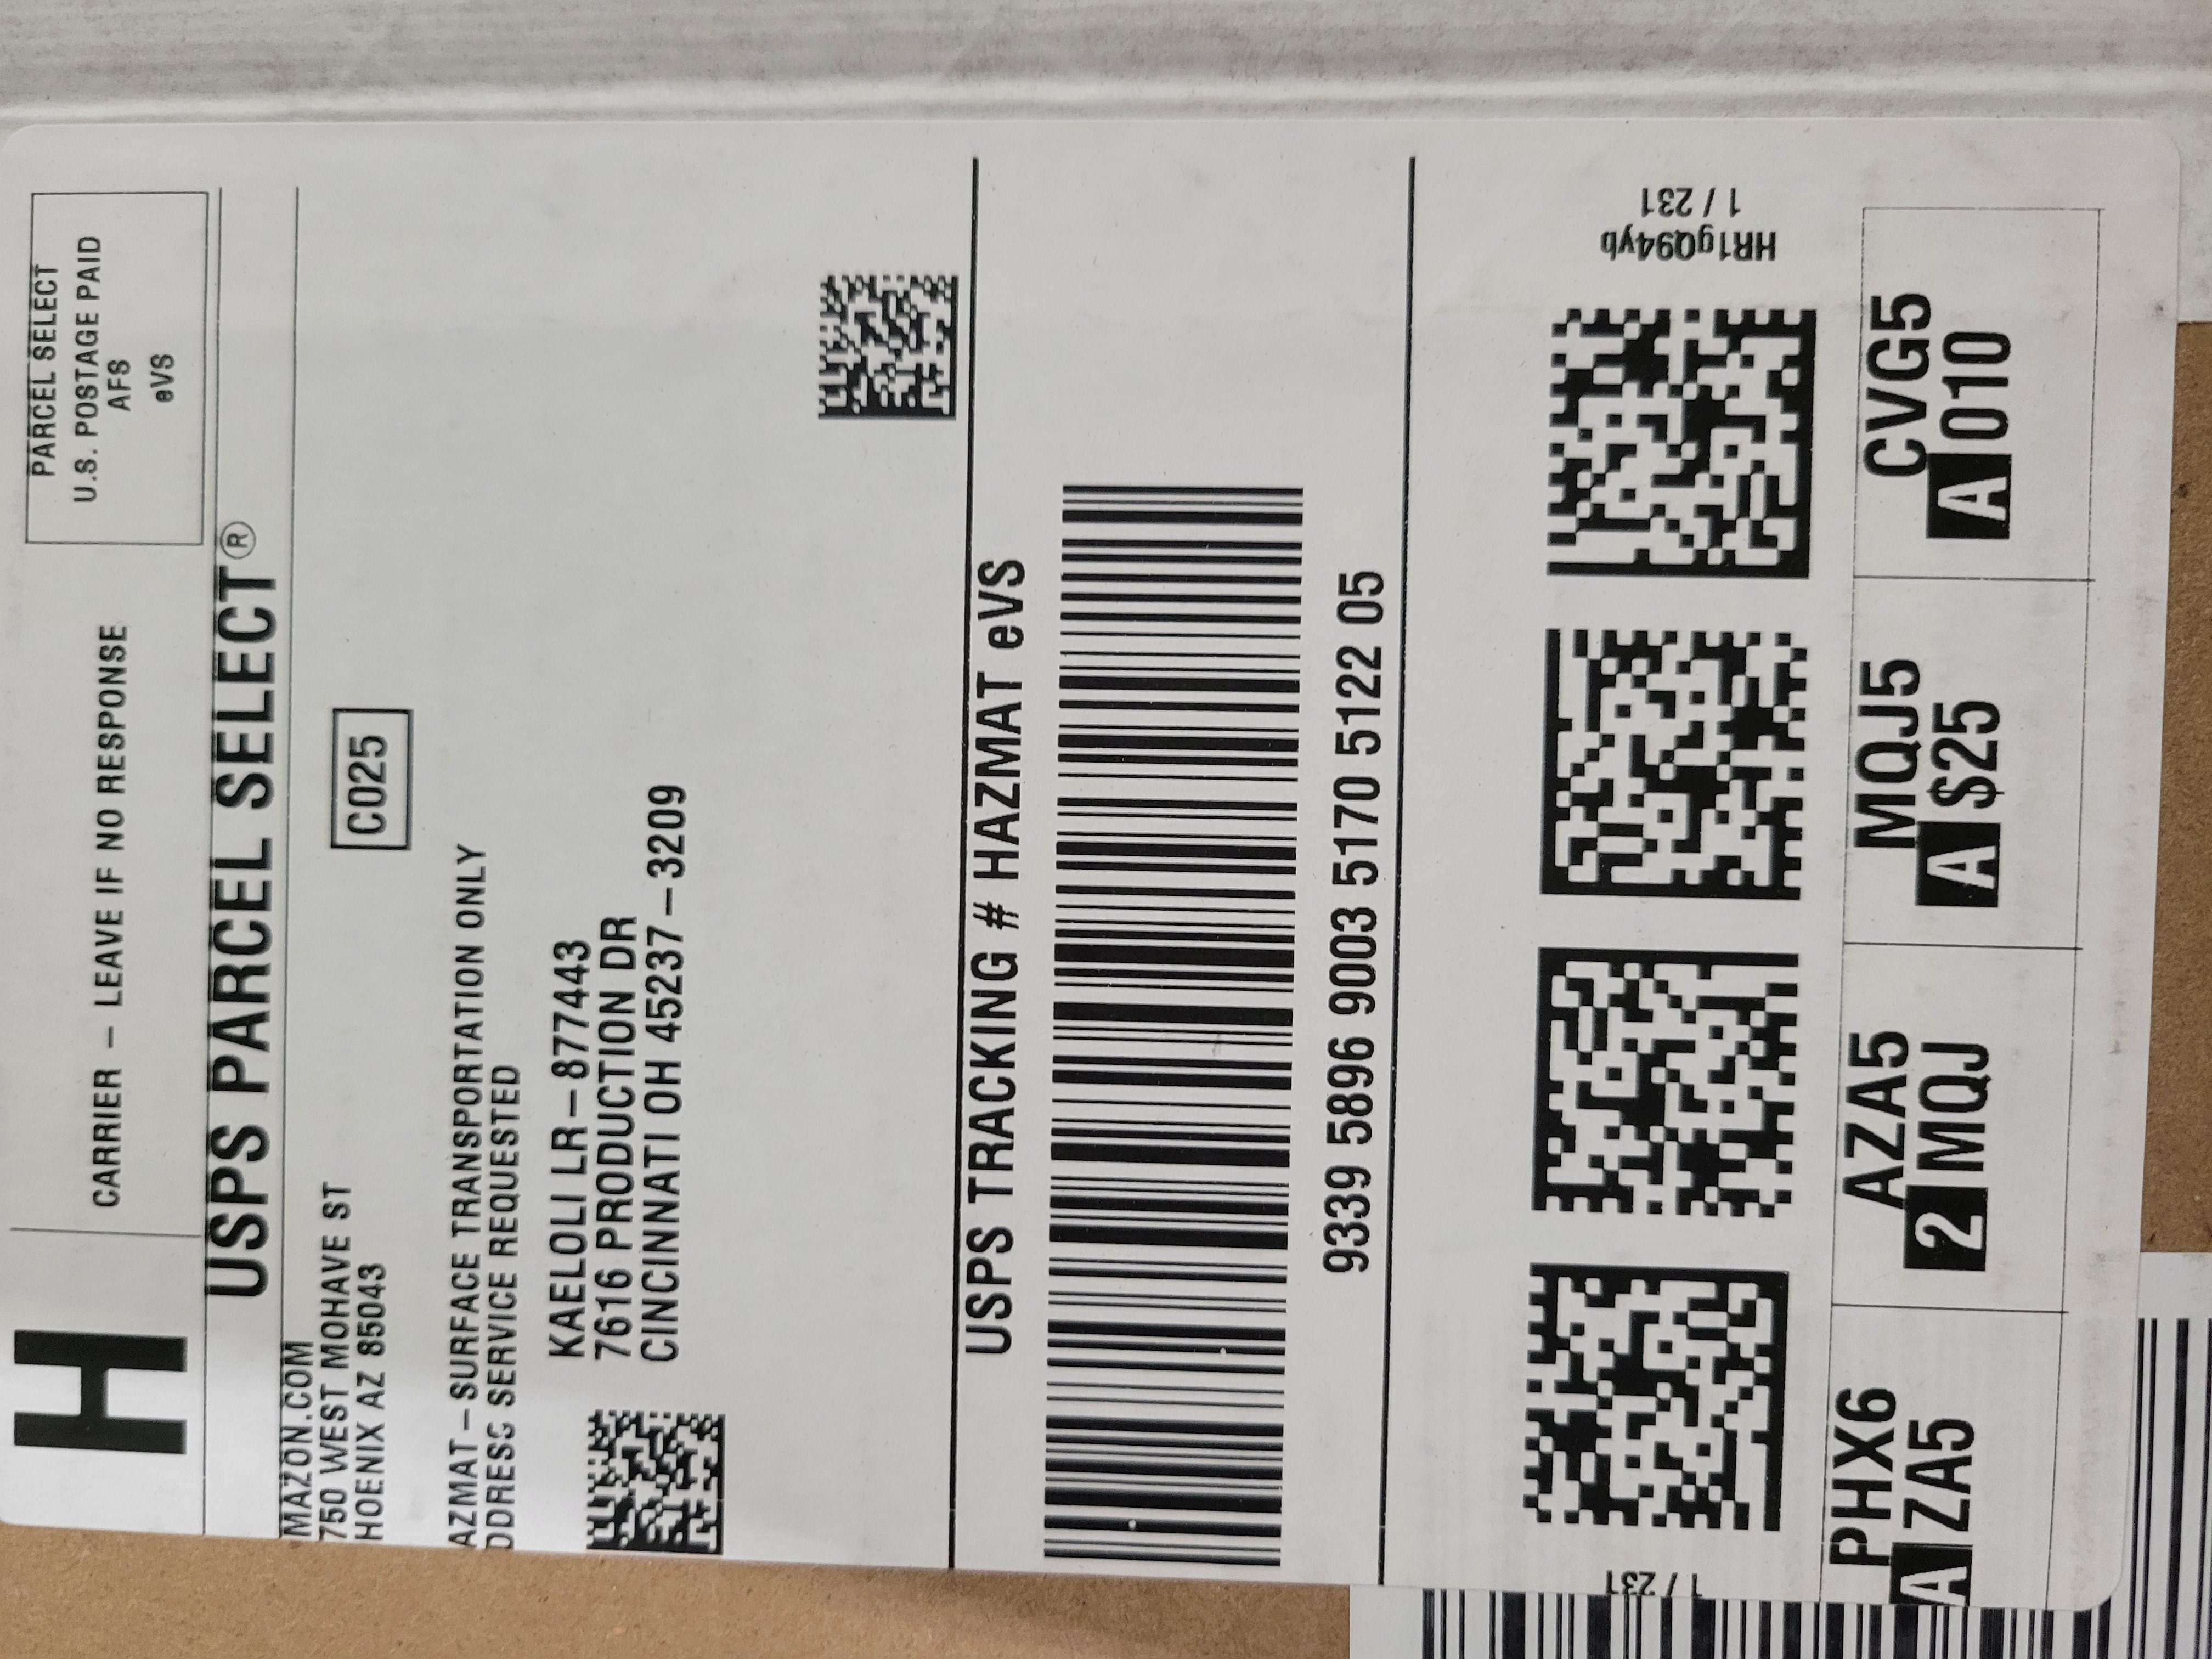 H
CARRIER – LEAVE IF NO RESPONSE
PARCEL SELECT
U.S. POSTAGE PAID
AFS
eVS
USPS PARCEL SELECT®
MAZON.COM
750 WEST MOHAVE ST
HOENIX AZ 85043
C025
AZMAT-SURFACE TRANSPORTATION ONLY
DDRESS SERVICE REQUESTED
KAELOLI LR-877443
7616 PRODUCTION DR
CINCINNATI OH 45237-3209
USPS TRACKING # HAZMAT eVS
9339 5896 9003 5170 5122 05
1 / 231
HR1gQ94yb
1 / 231
PHX6
A ZA5
AZA5
2 MQJ
MQJ5
A $25
CVG5
A 010